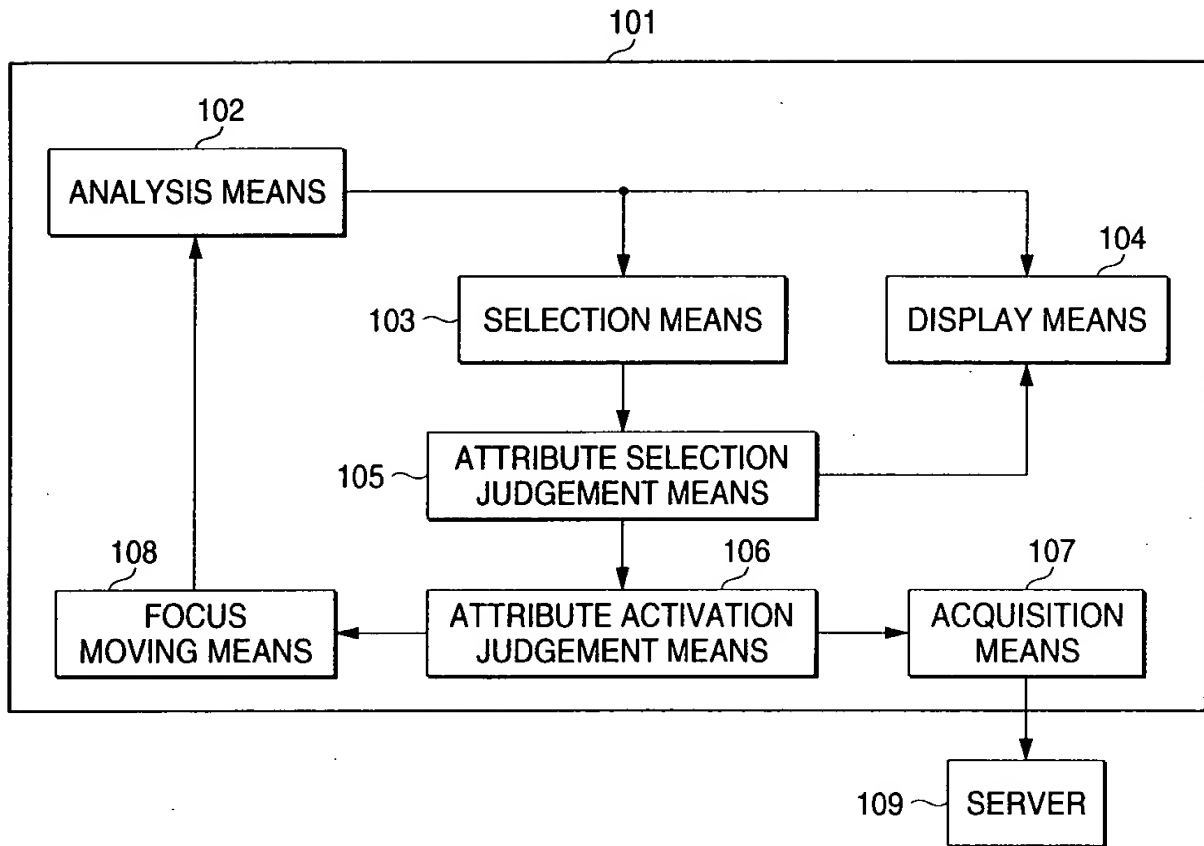 101
102
ANALYSIS MEANS
104
103
SELECTION MEANS
DISPLAY MEANS
105
ATTRIBUTE SELECTION
JUDGEMENT MEANS
108
106
107
FOCUS
MOVING MEANS
ATTRIBUTE ACTIVATION
JUDGEMENT MEANS
ACQUISITION
MEANS
109
SERVER